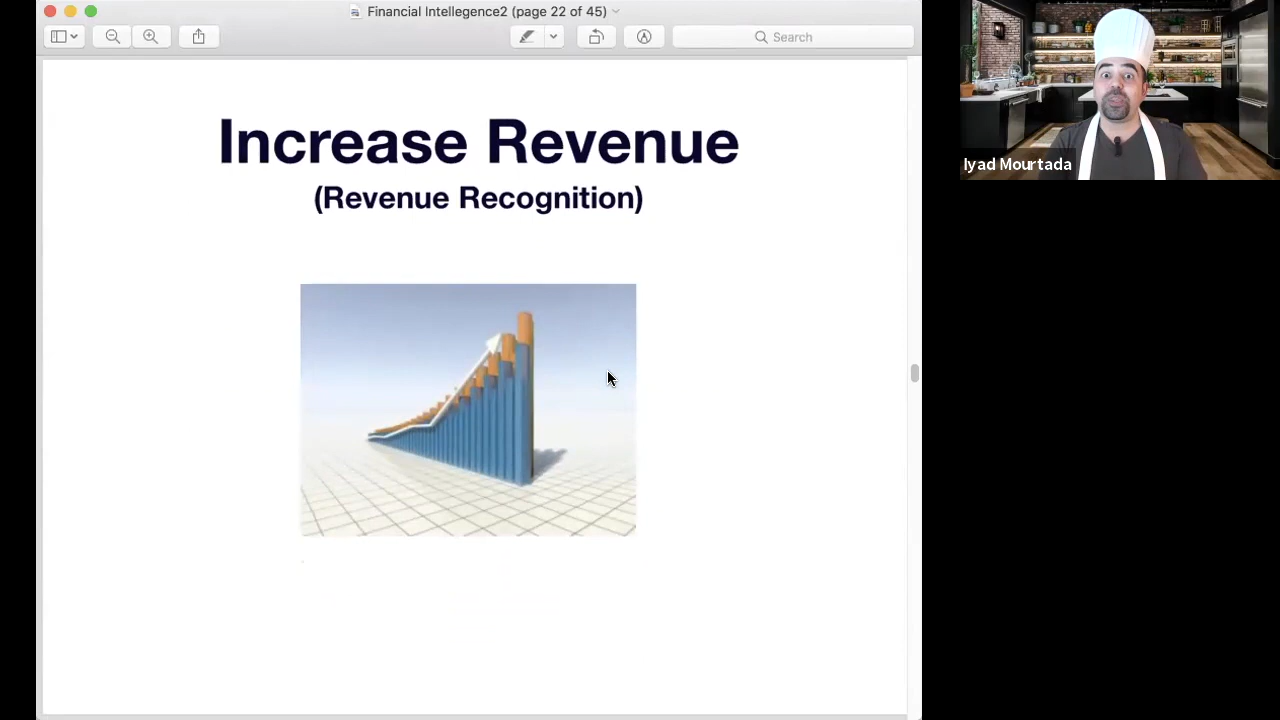 Financial Intellegence2 (page 22 of 45)
Search
Increase Revenue
(Revenue Recognition)
Iyad Mourtada